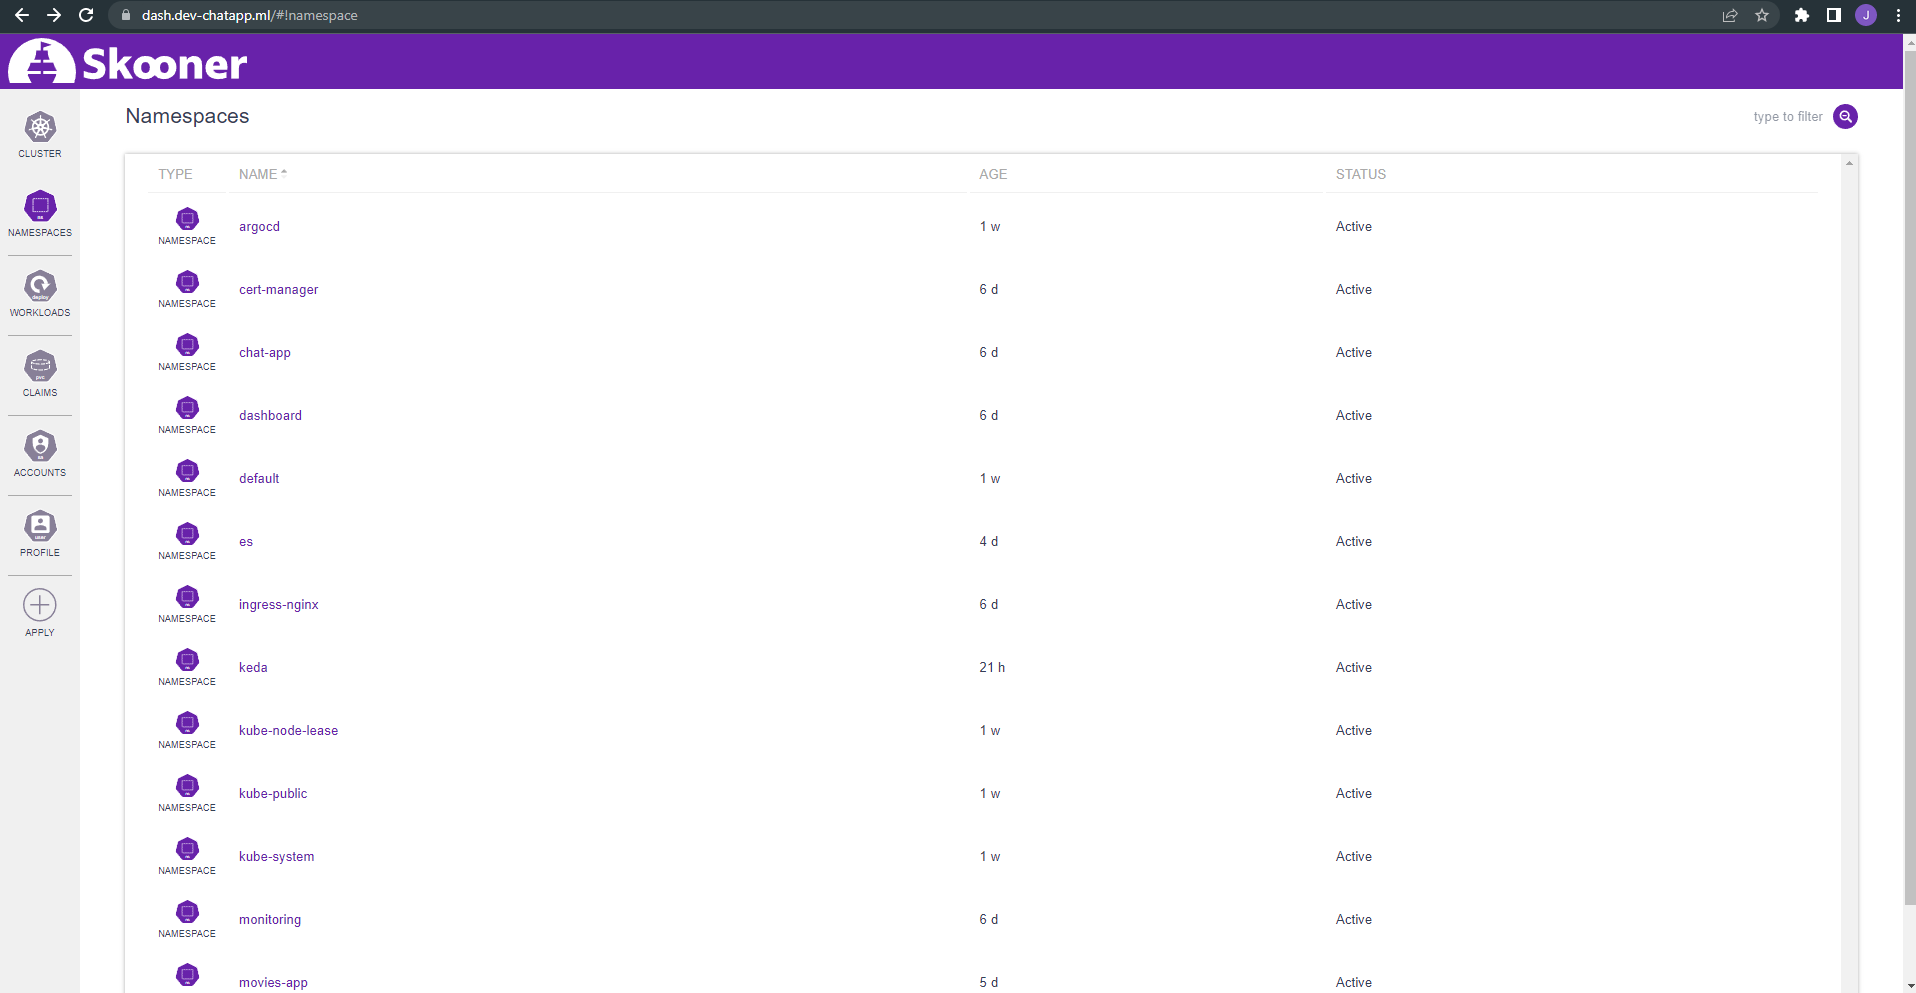 dash.dev-chatapp.ml/#!namespace
J
Skooner
Namespaces
type to filter
CLUSTER
NAMESPACES
deploy
WORKLOADS
pvc
CLAIMS
sa
ACCOUNTS
user
PROFILE
APPLY
TYPE NAME AGE STATUS
NAMESPACE argocd 1 w Active
NAMESPACE cert-manager 6 d Active
NAMESPACE chat-app 6 d Active
NAMESPACE dashboard 6 d Active
NAMESPACE default 1 w Active
NAMESPACE es 4 d Active
NAMESPACE ingress-nginx 6 d Active
NAMESPACE keda 21 h Active
NAMESPACE kube-node-lease 1 w Active
NAMESPACE kube-public 1 w Active
NAMESPACE kube-system 1 w Active
NAMESPACE monitoring 6 d Active
movies-app 5 d Active